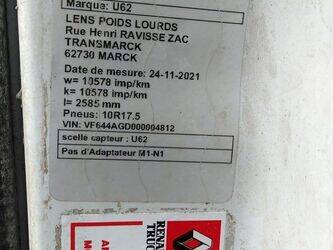 Marque: U62
LENS POIDS LOURDS
Rue Henri RAVISSE ZAC
TRANSMARCK
62730 MARCK
Date de mesure: 24-11-2021
w= 10578 imp/km
k= 10578 imp/km
l= 2585 mm
Pneus: 10R17.5
VIN: VF644AGD000004812
scellé capteur : U62
Pas d'Adaptateur M1-N1
RENA
TRUC